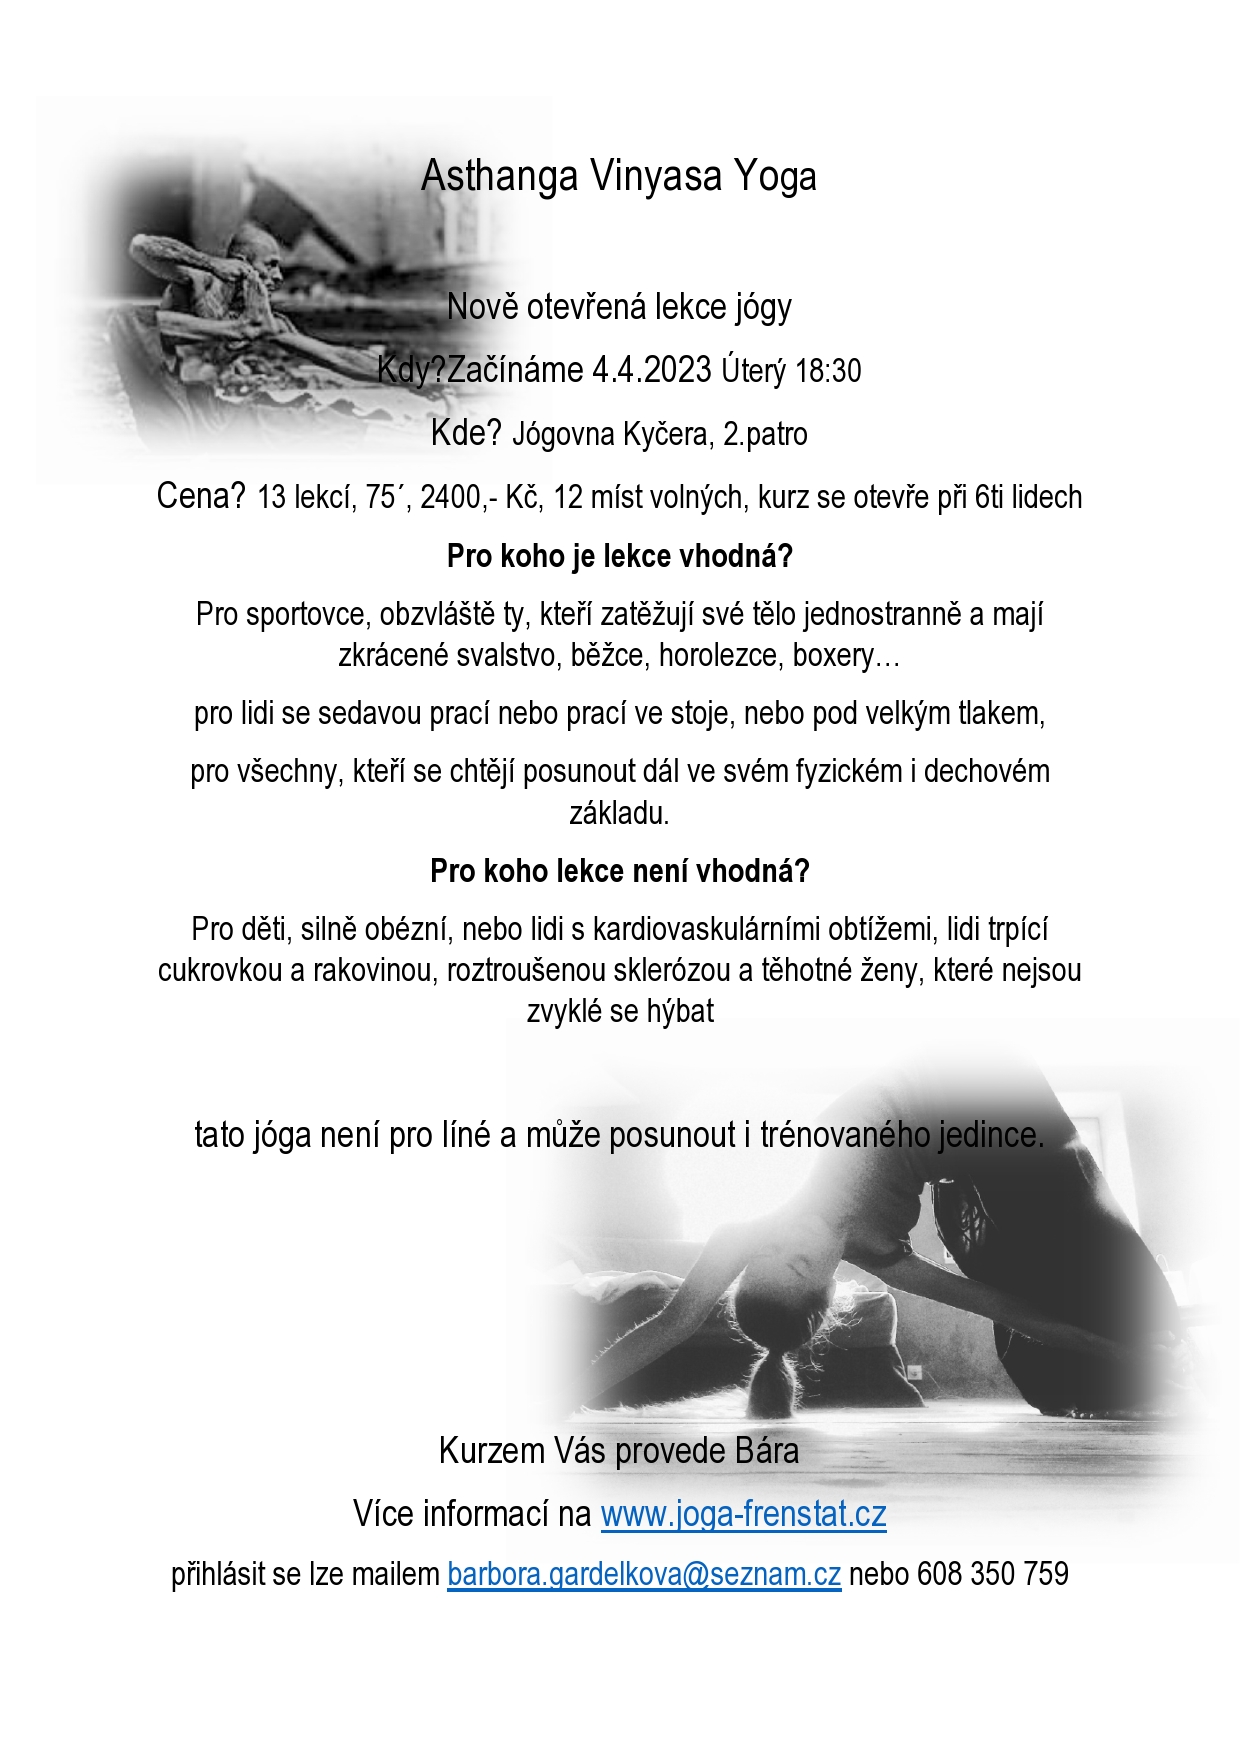 Asthanga Vinyasa Yoga
Nově otevřená lekce jógy
Kdy?Začínáme 4.4.2023 Úterý 18:30
Kde? Jógovna Kyčera, 2.patro
Cena? 13 lekcí, 75´, 2400,- Kč, 12 míst volných, kurz se otevře při 6ti lidech
Pro koho je lekce vhodná?
Pro sportovce, obzvláště ty, kteří zatěžují své tělo jednostranně a mají
zkrácené svalstvo, běžce, horolezce, boxery…
pro lidi se sedavou prací nebo prací ve stoje, nebo pod velkým tlakem,
pro všechny, kteří se chtějí posunout dál ve svém fyzickém i dechovém
základu.
Pro koho lekce není vhodná?
Pro děti, silně obézní, nebo lidi s kardiovaskulárními obtížemi, lidi trpící
cukrovkou a rakovinou, roztroušenou sklerózou a těhotné ženy, které nejsou
zvyklé se hýbat
tato jóga není pro líné a může posunout i trénovaného jedince.
Kurzem Vás provede Bára
Více informací na www.joga-frenstat.cz
přihlásit se lze mailem barbora.gardelkova@seznam.cz nebo 608 350 759